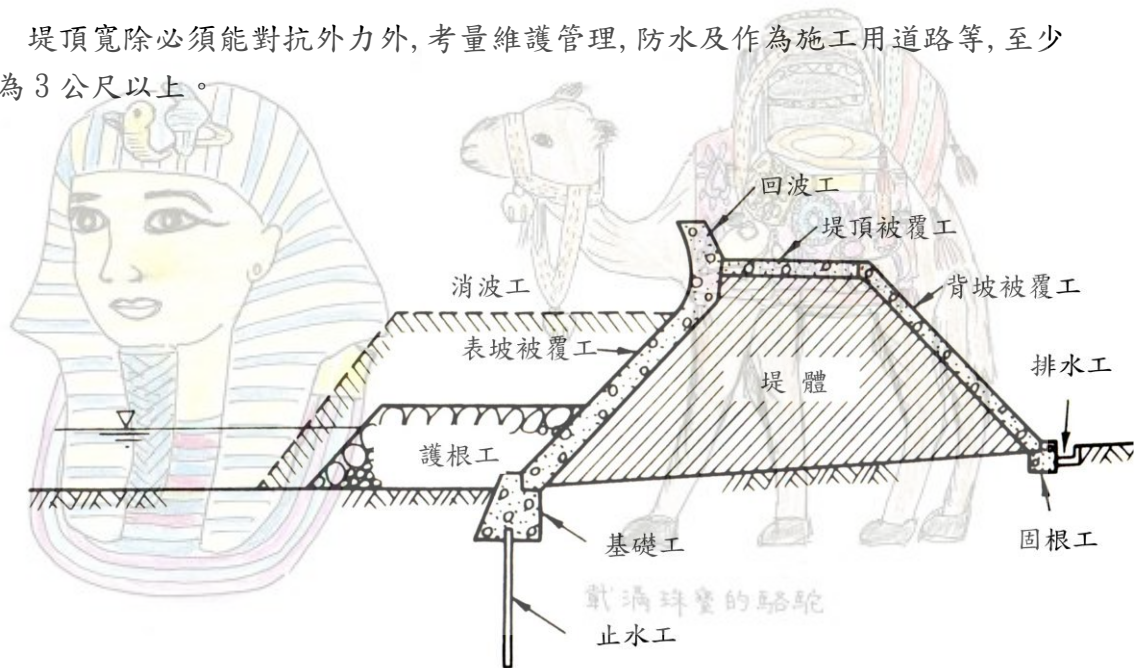 堤頂寬除必須能對抗外力外,考量維護管理,防水及作為施工用道路等,至少
為3公尺以上。
回波工
堤頂被覆工
消波工
背坡被覆工
表坡被覆工
排水工
堤體
護根工
基礎工
固根工
載滿珠寶的駱駝
止水工